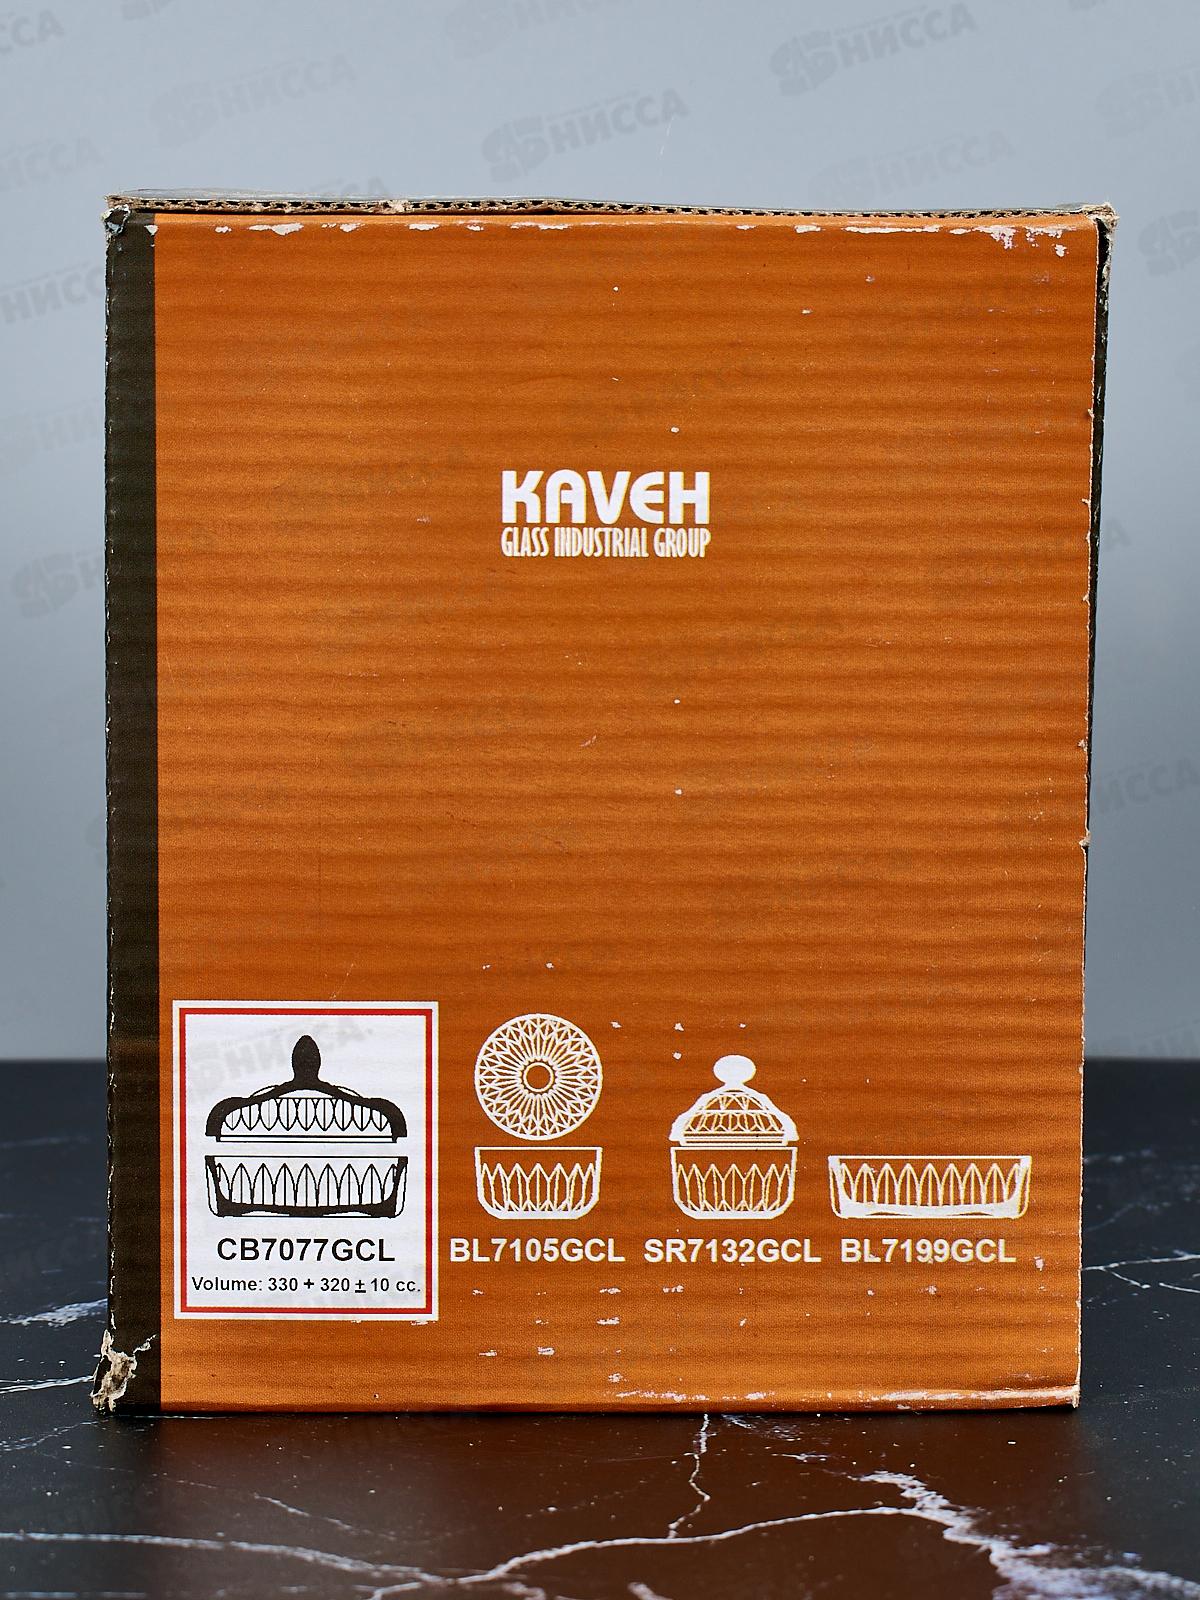 НИССА
KAVEH
GLASS INDUSTRIAL GROUP
CB7077GCL
Volume: 330 + 320 ± 10 cc.
BL7105GCL
SR7132GCL
BL7199GCL